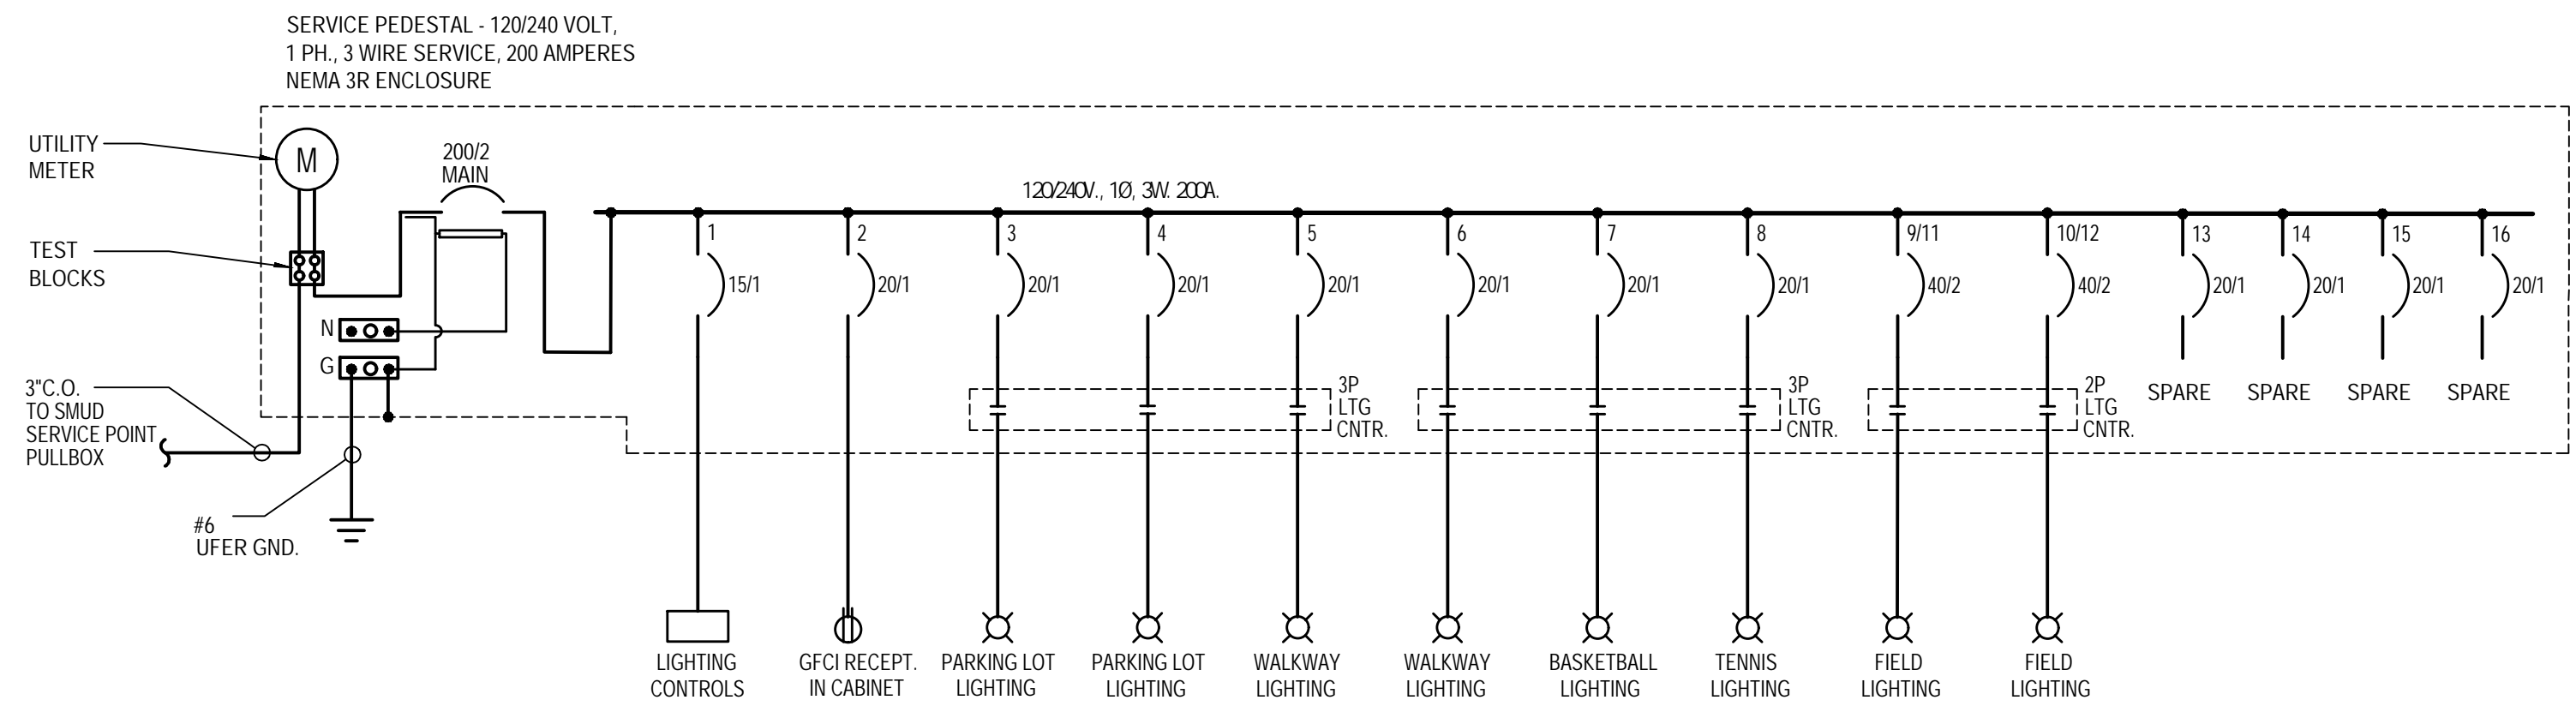 SERVICE PEDESTAL - 120/240 VOLT,
1 PH., 3 WIRE SERVICE, 200 AMPERES
NEMA 3R ENCLOSURE
UTILITY
METER
M
200/2
MAIN
120/240V., 1Ø, 3W. 200A.
TEST
BLOCKS
N
G
3"C.O.
TO SMUD
SERVICE POINT
PULLBOX
#6
UFER GND.
1
15/1
LIGHTING
CONTROLS
2
20/1
GFCI RECEPT.
IN CABINET
3
20/1
PARKING LOT
LIGHTING
4
20/1
PARKING LOT
LIGHTING
5
20/1
WALKWAY
LIGHTING
3P
LTG
CNTR.
6
20/1
WALKWAY
LIGHTING
7
20/1
BASKETBALL
LIGHTING
8
20/1
TENNIS
LIGHTING
3P
LTG
CNTR.
9/11
40/2
FIELD
LIGHTING
10/12
40/2
FIELD
LIGHTING
2P
LTG
CNTR.
13
20/1
SPARE
14
20/1
SPARE
15
20/1
SPARE
16
20/1
SPARE